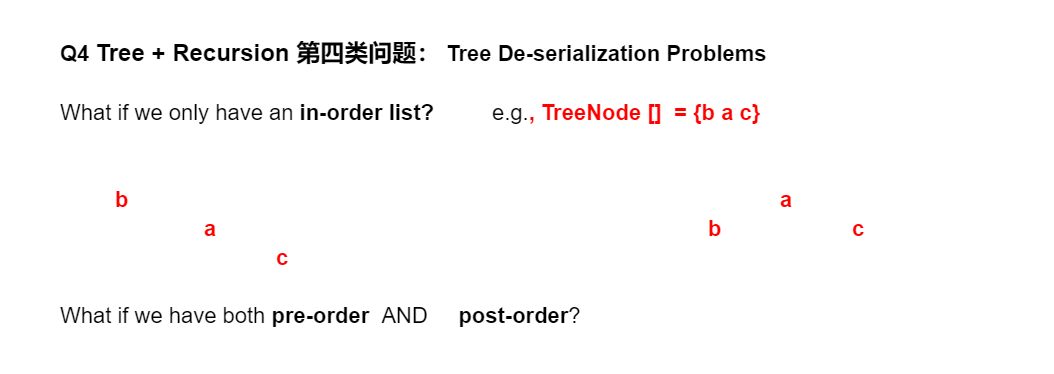 Q4 Tree + Recursion 第四类问题： Tree De-serialization Problems
What if we only have an in-order list? e.g., TreeNode [] = {b a c}
b a
a b c
c
What if we have both pre-order AND post-order?